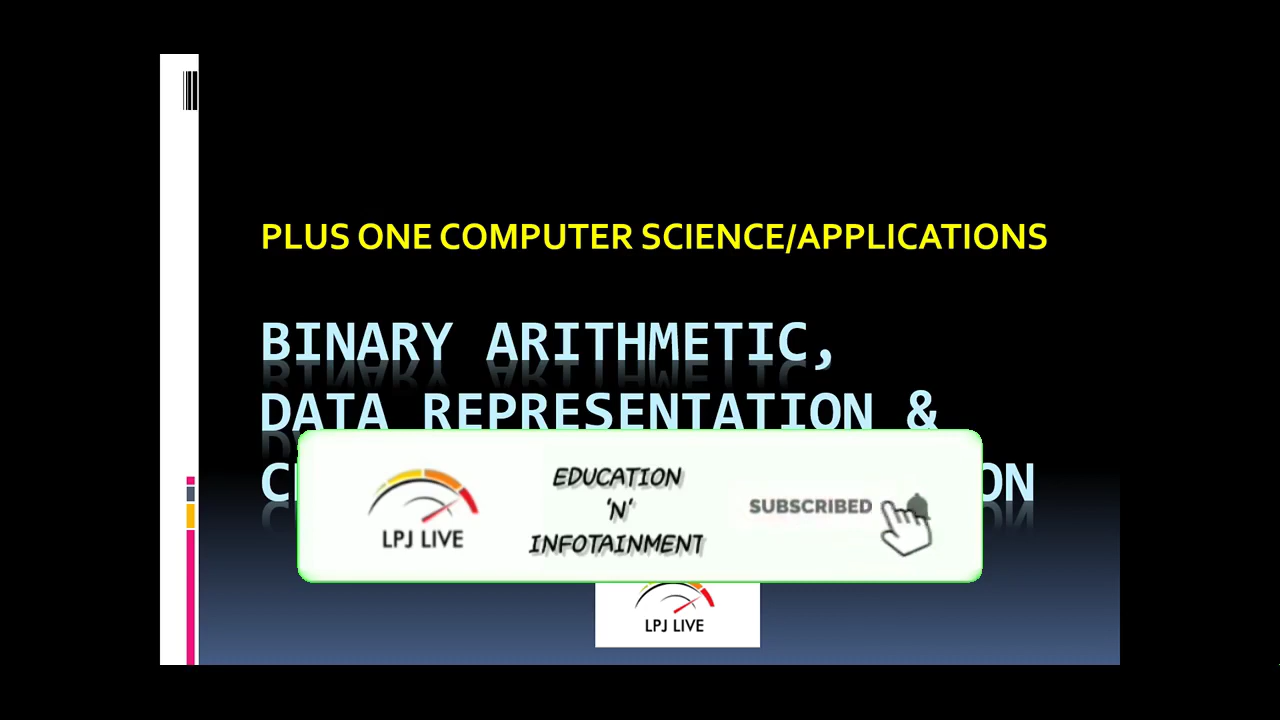 PLUS ONE COMPUTER SCIENCE/APPLICATIONS
BINARY ARITHMETIC,
DATA REPRESENTATION &
EDUCATION
'N'
INFOTAINMENT
SUBSCRIBED
LPJ LIVE
LPJ LIVE